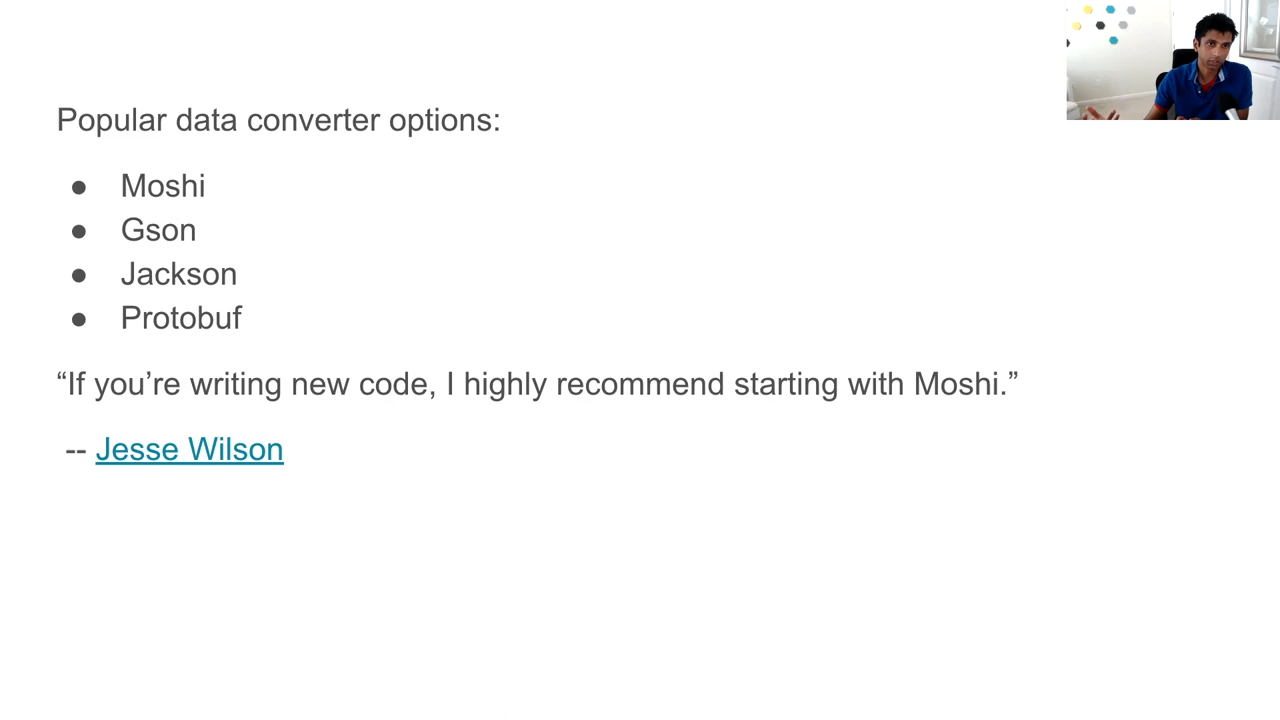 Popular data converter options:
● Moshi
● Gson
● Jackson
● Protobuf
“If you’re writing new code, I highly recommend starting with Moshi.”
-- Jesse Wilson